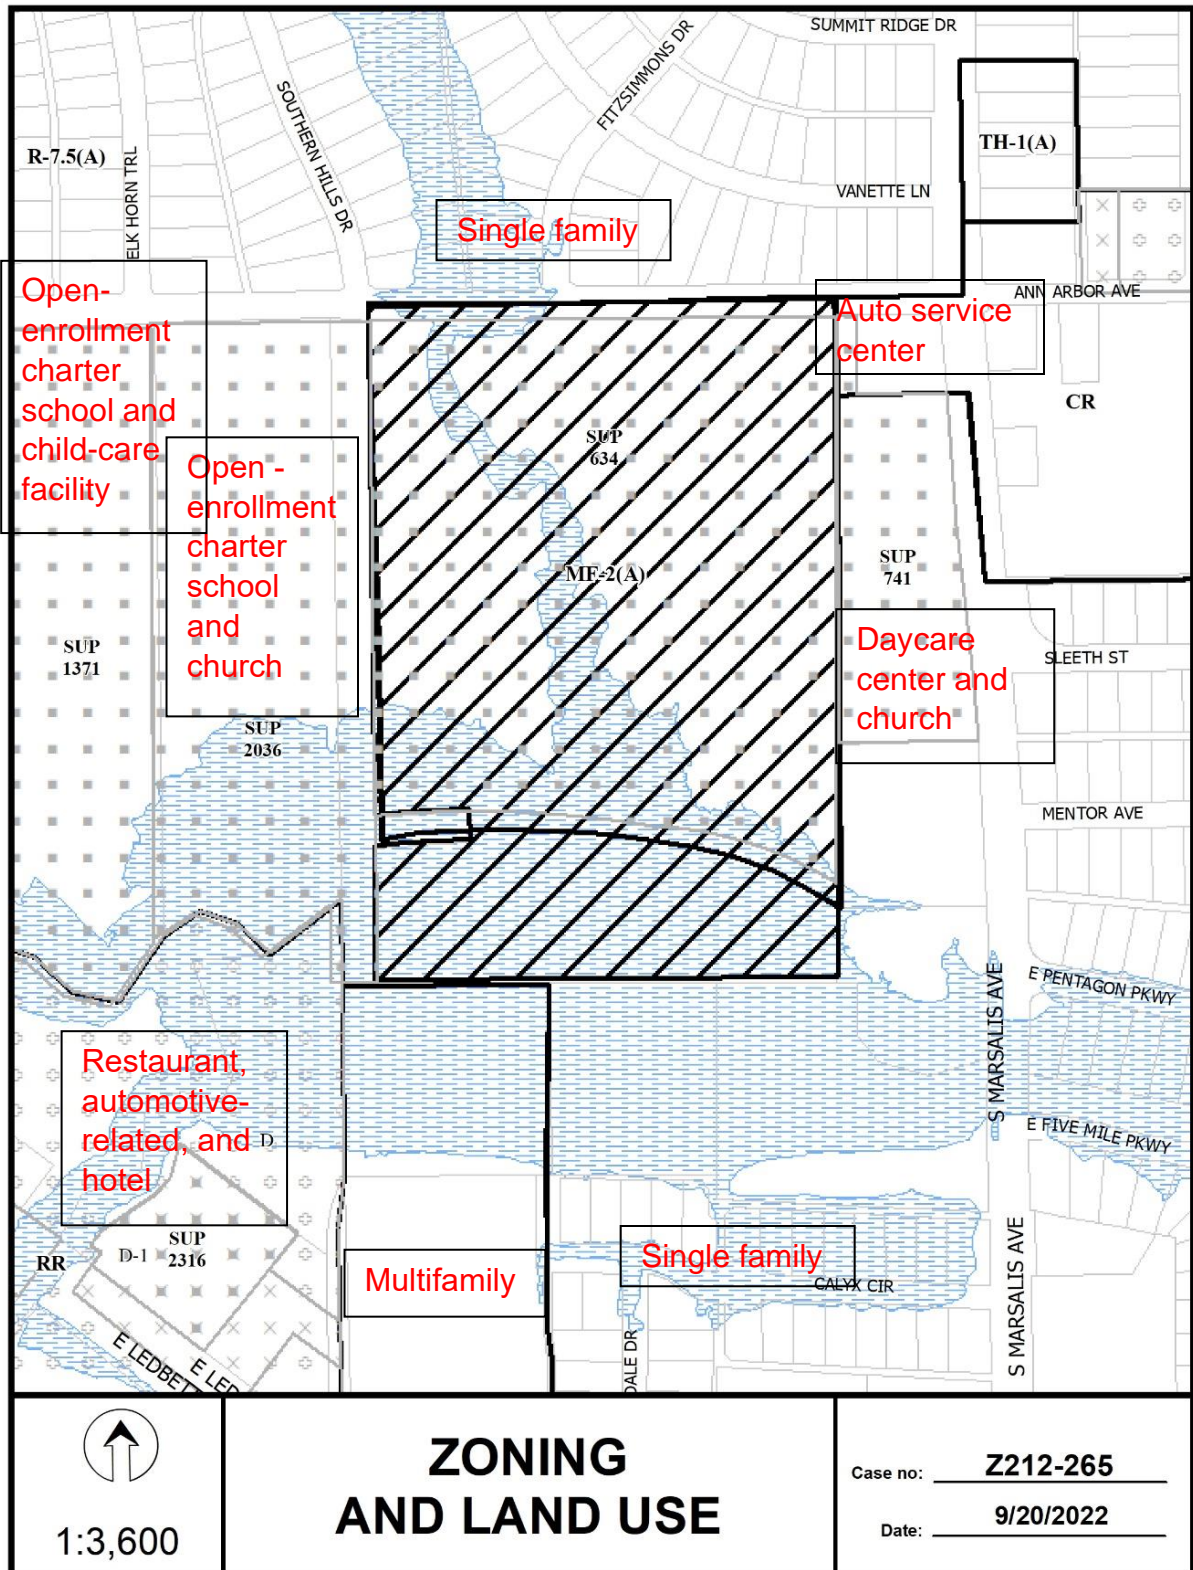 SUMMIT RIDGE DR
FITZSIMMONS DR
SOUTHERN HILLS DR
R-7.5(A)
ELK HORN TRL
TH-1(A)
VANETTE LN
Single family
ANN ARBOR AVE
Open-
enrollment
charter
school and
child-care
facility
Auto service
center
CR
SUP
634
Open -
enrollment
charter
school
and
church
MF-2(A)
SUP
741
SUP
1371
Daycare
center and
church
SLEETH ST
SUP
2036
MENTOR AVE
S MARSALIS AVE
E PENTAGON PKWY
Restaurant,
automotive-
related, and
hotel
D
E FIVE MILE PKWY
SUP
2316
D-1
RR
Multifamily
Single family
CALYX CIR
S MARSALIS AVE
E LEDBET
E LED
DALE DR
1:3,600
ZONING
AND LAND USE
Case no: Z212-265
Date: 9/20/2022